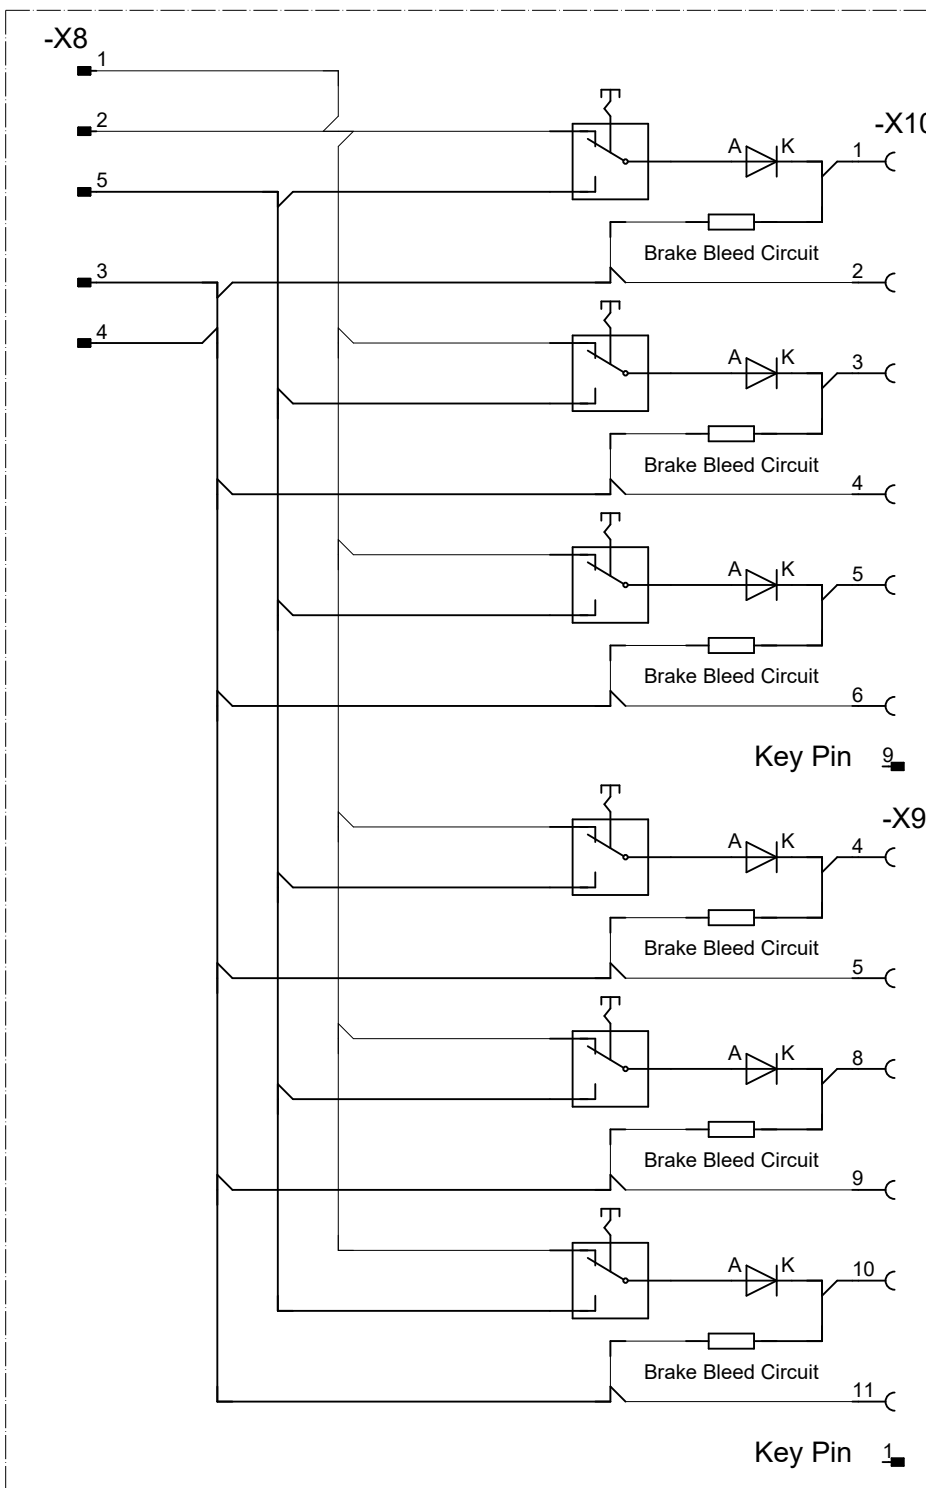 -X8
1
2
5
3
4
-X10
A K 1
Brake Bleed Circuit
2
A K 3
Brake Bleed Circuit
4
A K 5
Brake Bleed Circuit
6
Key Pin 9
-X9
A K 4
Brake Bleed Circuit
5
A K 8
Brake Bleed Circuit
9
A K 10
Brake Bleed Circuit
11
Key Pin 1